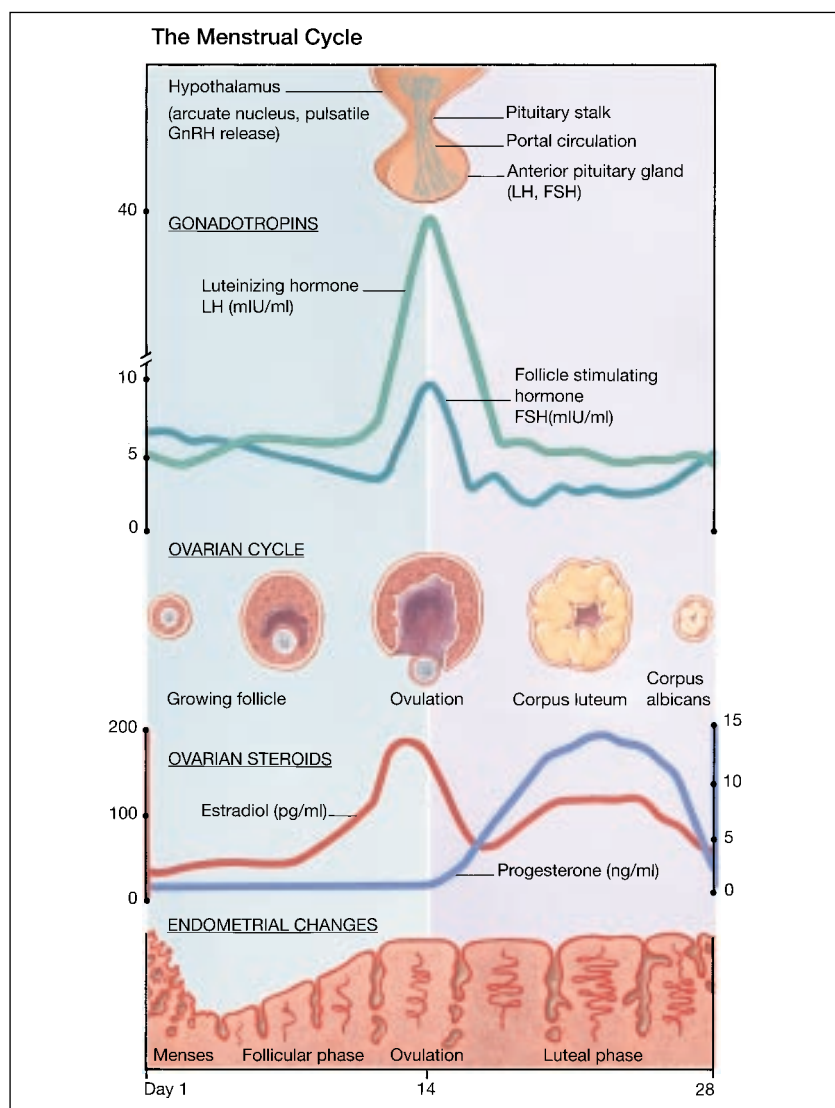 The Menstrual Cycle
Hypothalamus
(arcuate nucleus, pulsatile
GnRH release)
Pituitary stalk
Portal circulation
Anterior pituitary gland
(LH, FSH)
40
GONADOTROPINS
Luteinizing hormone
LH (mIU/ml)
10
Follicle stimulating
hormone
FSH(mIU/ml)
5
0
OVARIAN CYCLE
Growing follicle
Ovulation
Corpus luteum
Corpus
albicans
200
15
OVARIAN STEROIDS
10
Estradiol (pg/ml)
100
5
Progesterone (ng/ml)
0
0
ENDOMETRIAL CHANGES
Menses
Follicular phase
Ovulation
Luteal phase
Day 1
14
28